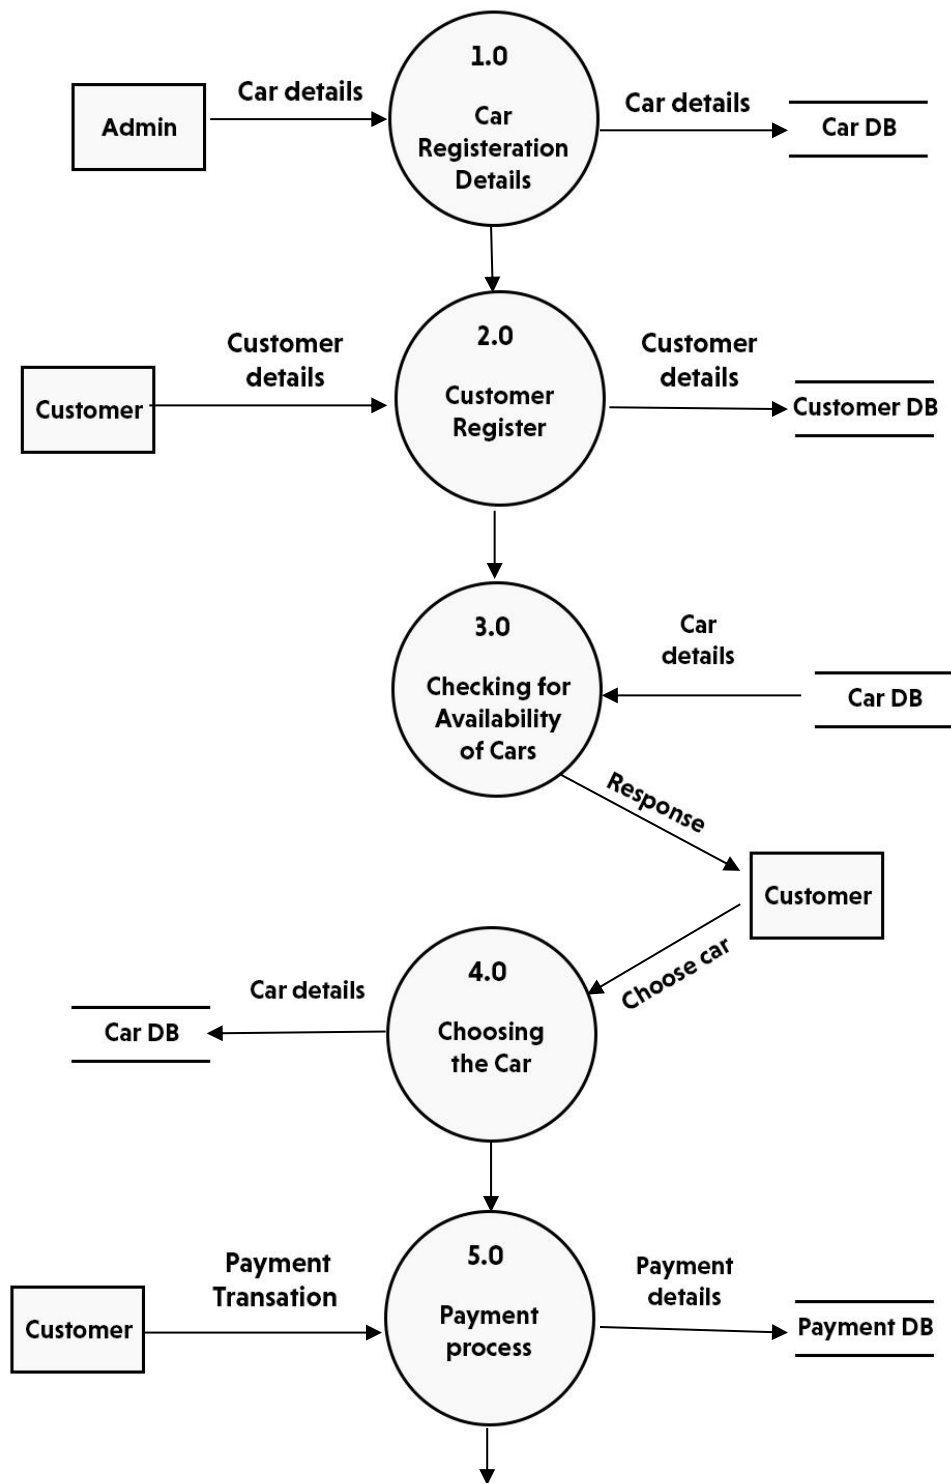 1.0
Car
Registeration
Details
Admin
Car details
Car details
Car DB
2.0
Customer
Register
Customer
Customer
details
Customer
details
Customer DB
3.0
Checking for
Availability
of Cars
Car
details
Car DB
Response
Customer
Choose car
4.0
Choosing
the Car
Car details
Car DB
5.0
Payment
process
Customer
Payment
Transation
Payment
details
Payment DB